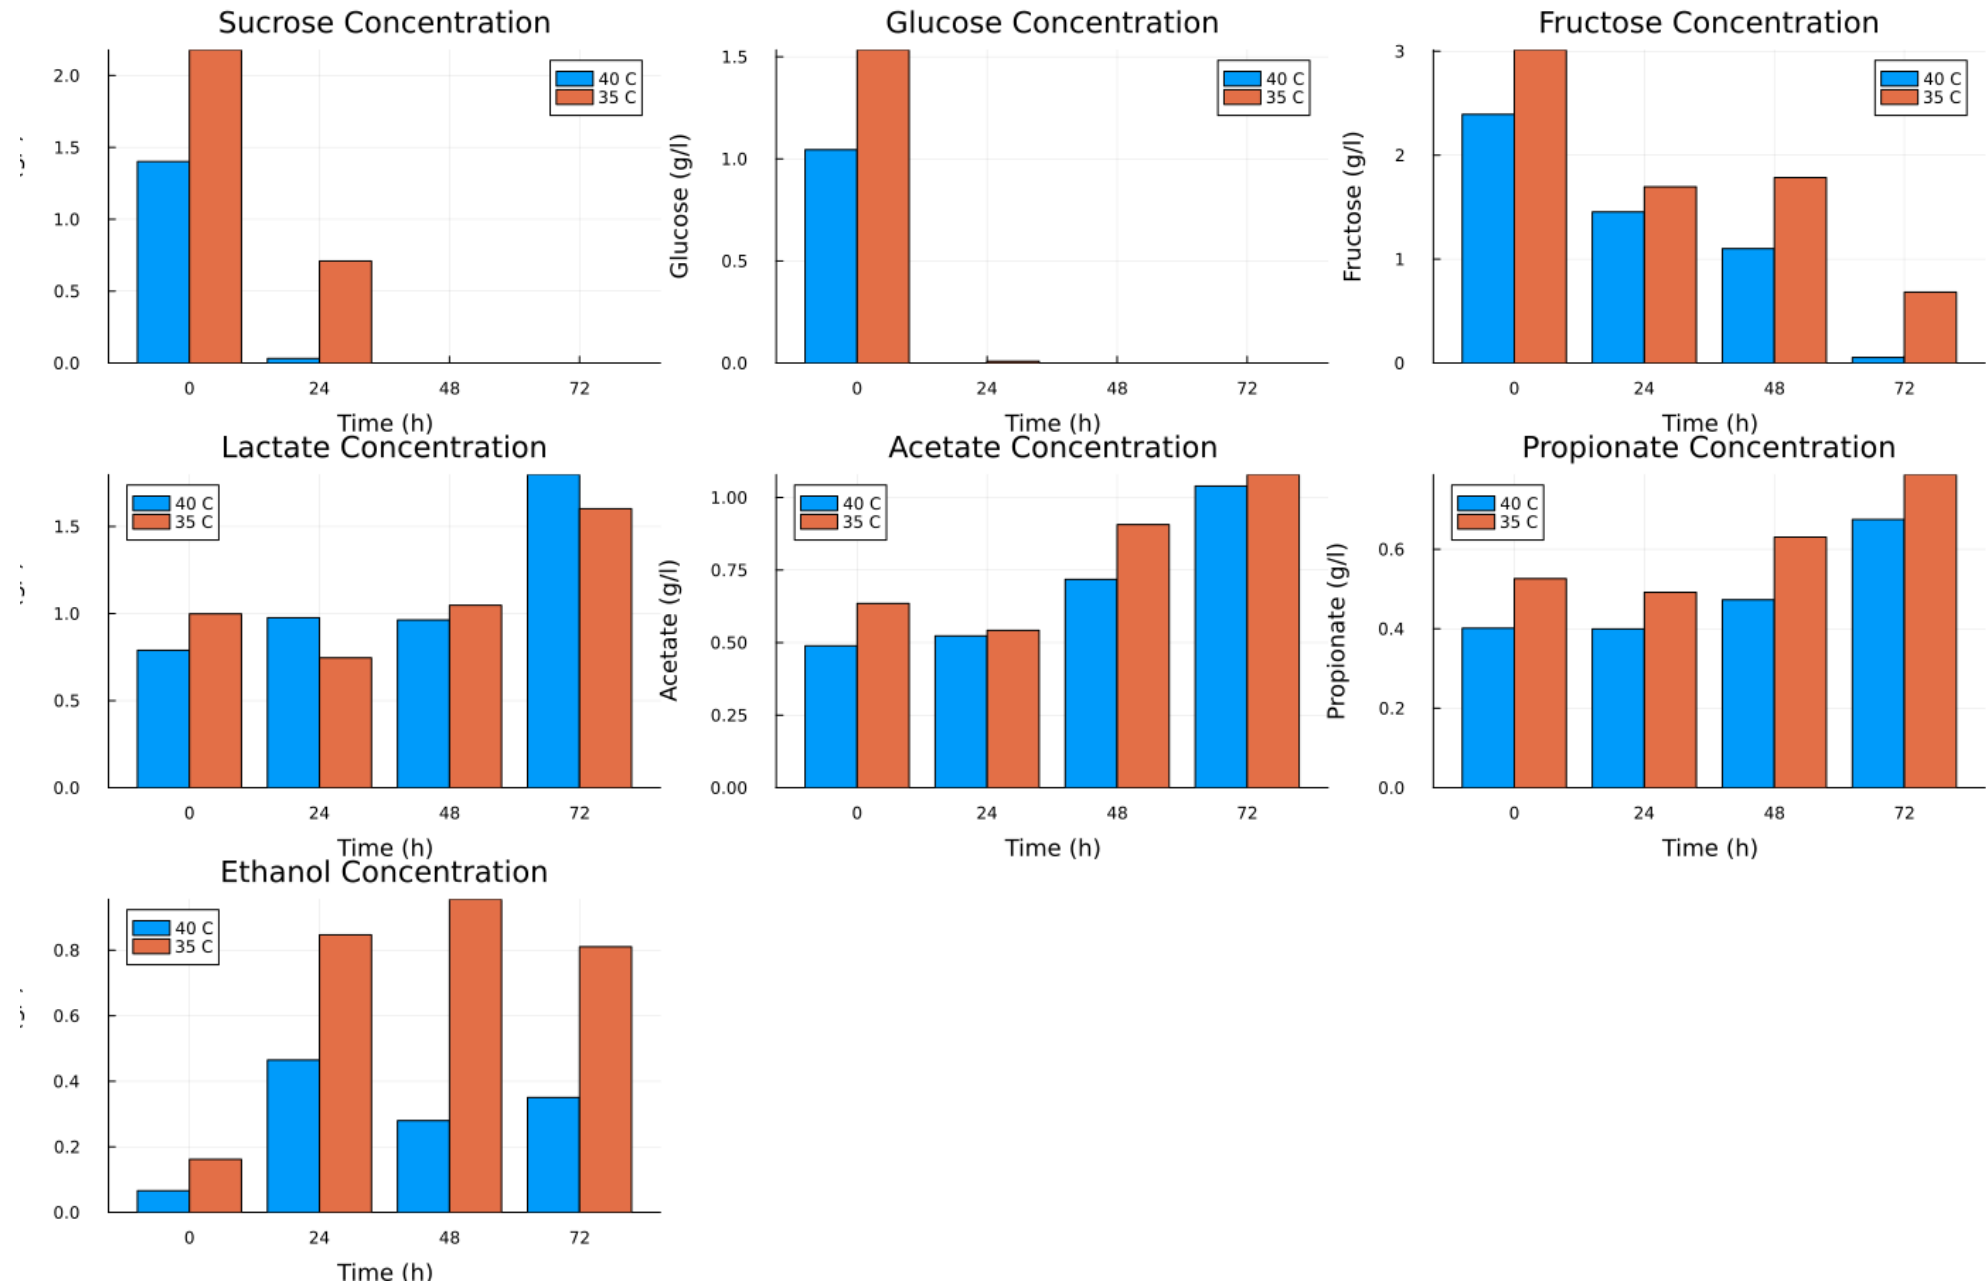 Sucrose Concentration
2.0
1.5
1.0
0.5
0.0
0 24 48 72
Time (h)
40 C
35 C
Glucose Concentration
Glucose (g/l)
1.5
1.0
0.5
0.0
0 24 48 72
40 C
35 C
Fructose Concentration
Fructose (g/l)
3
2
1
0
0 24 48 72
Time (h)
40 C
35 C
Lactate Concentration
1.5
1.0
0.5
0.0
0 24 48 72
Time (h)
40 C
35 C
Acetate Concentration
Acetate (g/l)
1.00
0.75
0.50
0.25
0.00
0 24 48 72
Time (h)
40 C
35 C
Propionate Concentration
Propionate (g/l)
0.6
0.4
0.2
0.0
0 24 48 72
Time (h)
40 C
35 C
Ethanol Concentration
0.8
0.6
0.4
0.2
0.0
0 24 48 72
Time (h)
40 C
35 C